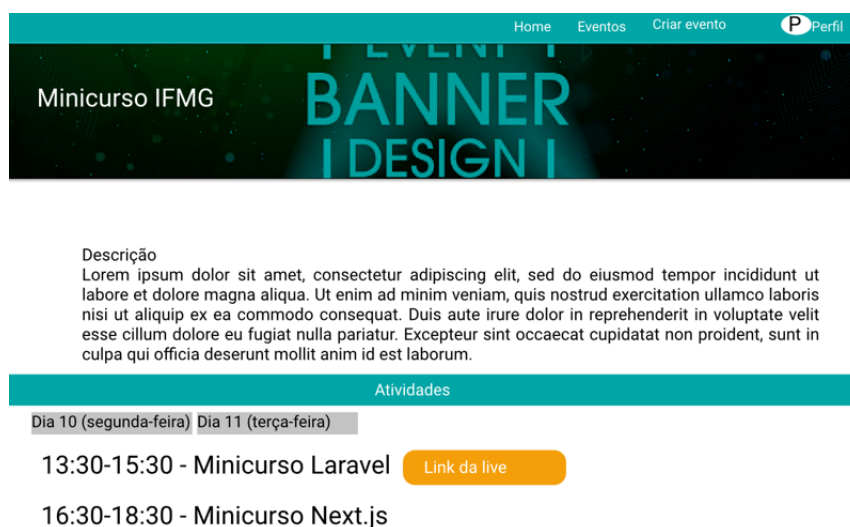 Home Eventos Criar evento P Perfil
| EVENT |
Minicurso IFMG
BANNER
| DESIGN |
Descrição
Lorem ipsum dolor sit amet, consectetur adipiscing elit, sed do eiusmod tempor incididunt ut
labore et dolore magna aliqua. Ut enim ad minim veniam, quis nostrud exercitation ullamco laboris
nisi ut aliquip ex ea commodo consequat. Duis aute irure dolor in reprehenderit in voluptate velit
esse cillum dolore eu fugiat nulla pariatur. Excepteur sint occaecat cupidatat non proident, sunt in
culpa qui officia deserunt mollit anim id est laborum.
Atividades
Dia 10 (segunda-feira) Dia 11 (terça-feira)
13:30-15:30 - Minicurso Laravel Link da live
16:30-18:30 - Minicurso Next.js